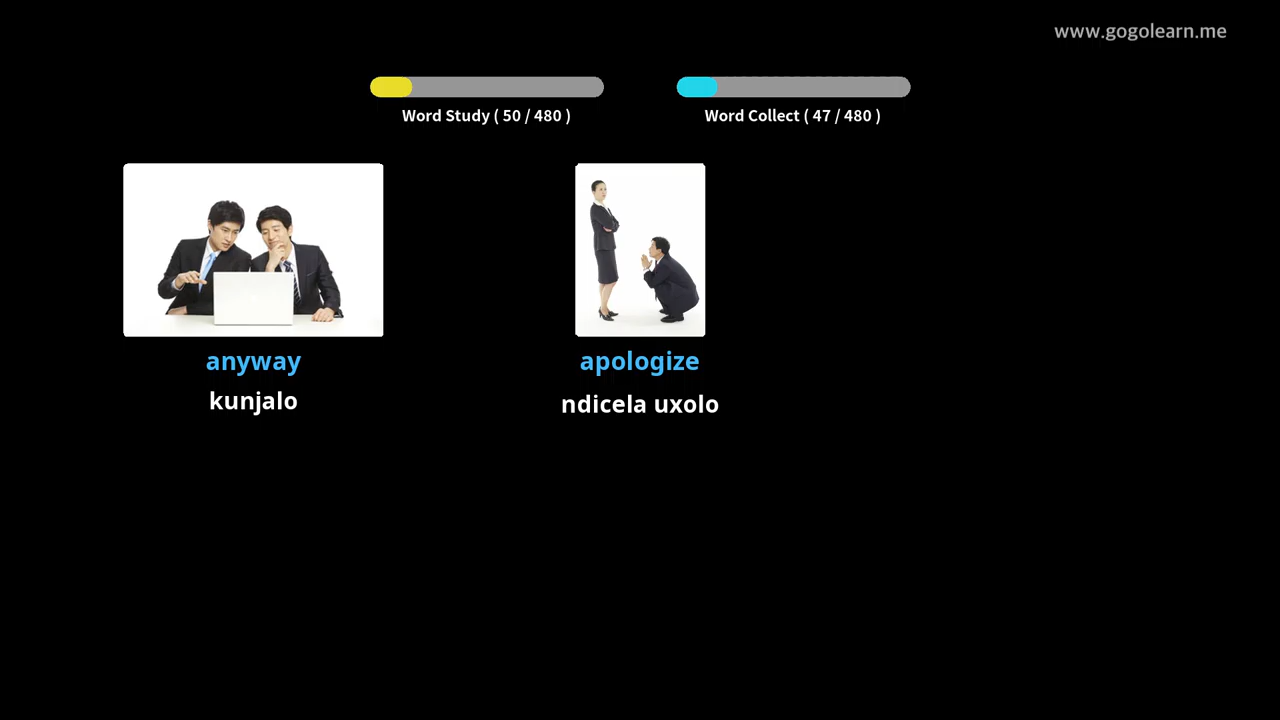 www.gogolearn.me
Word Study ( 50 / 480 )
Word Collect ( 47 / 480 )
anyway
kunjalo
apologize
ndicela uxolo